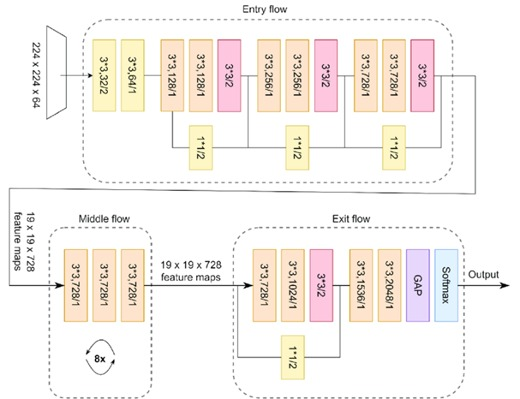 Entry flow
224 x 224 x 64
3*3,32/2
3*3,64/1
3*3,128/1
3*3,128/1
3*3/2
3*3,256/1
3*3,256/1
3*3/2
3*3,728/1
3*3,728/1
3*3/2
1*1/2
1*1/2
1*1/2
19 x 19 x 728
feature maps
Middle flow
3*3,728/1
3*3,728/1
3*3,728/1
8x
19 x 19 x 728
feature maps
Exit flow
3*3,728/1
3*3,1024/1
3*3/2
3*3,1536/1
3*3,2048/1
GAP
Softmax
1*1/2
Output